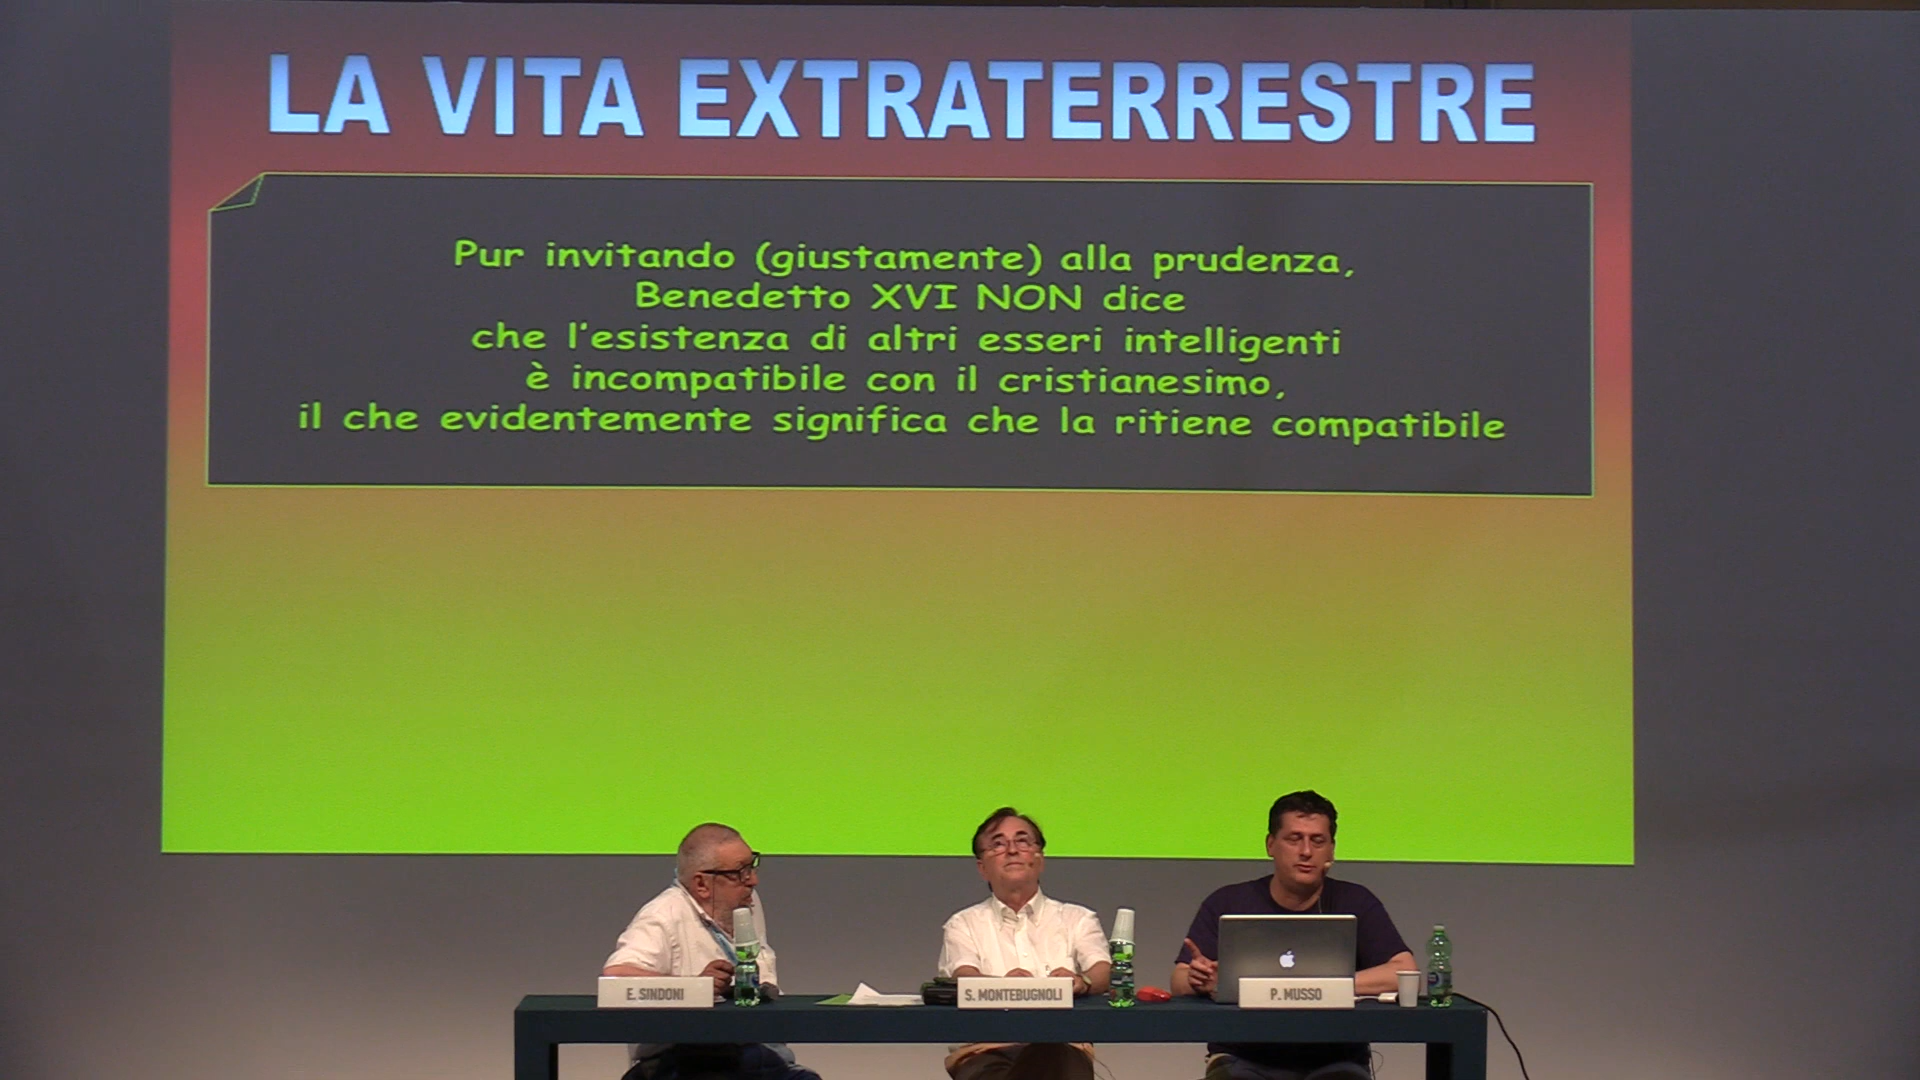 LA VITA EXTRATERRESTRE
Pur invitando (giustamente) alla prudenza,
Benedetto XVI NON dice
che l'esistenza di altri esseri intelligenti
è incompatibile con il cristianesimo,
il che evidentemente significa che la ritiene compatibile
E. SINDONI
S. MONTEBUGNOLI
P. MUSSO